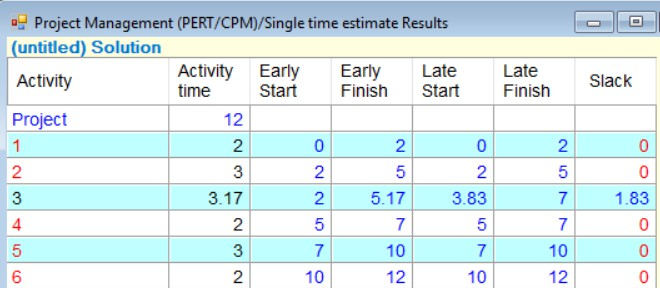 Project Management (PERT/CPM)/Single time estimate Results
(untitled) Solution
Activity Activity time Early Start Early Finish Late Start Late Finish Slack
Project 12
1 2 0 2 0 2 0
2 3 2 5 2 5 0
3 3.17 2 5.17 3.83 7 1.83
4 2 5 7 5 7 0
5 3 7 10 7 10 0
6 2 10 12 10 12 0